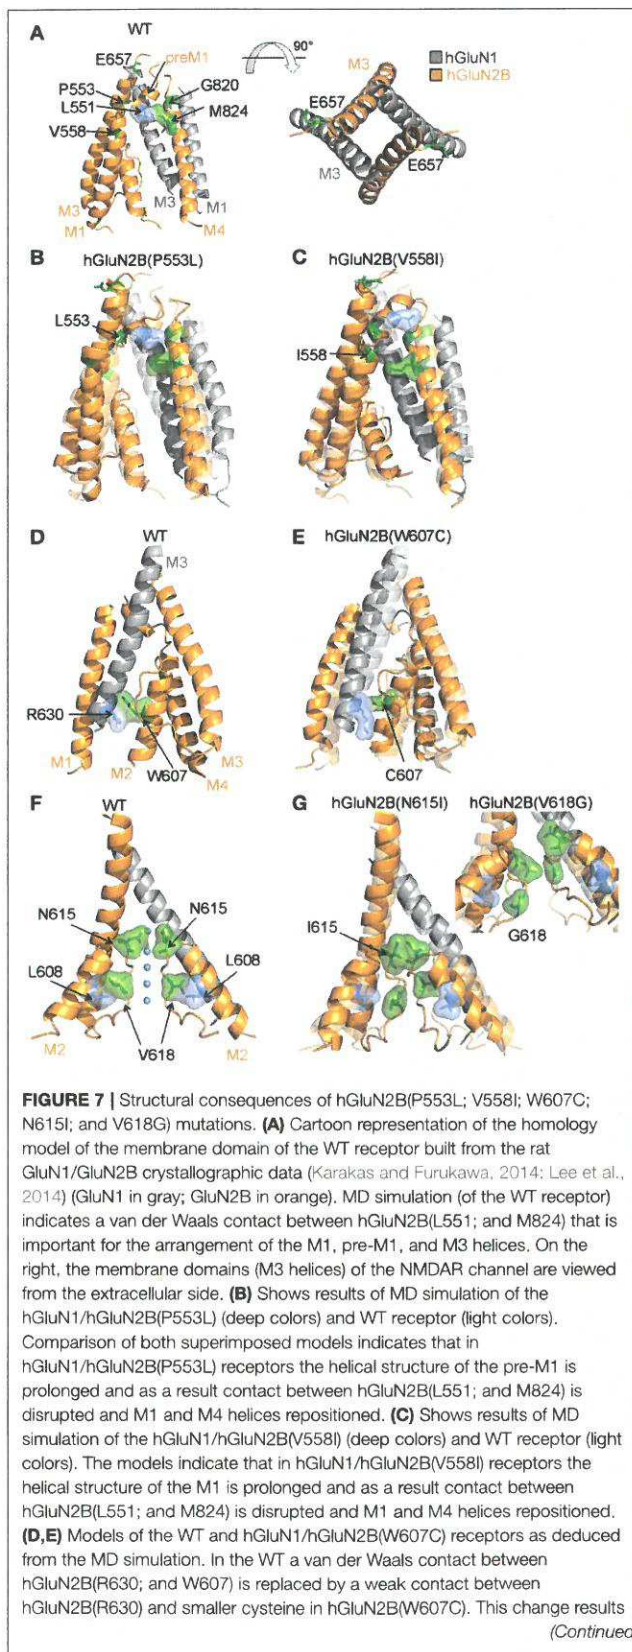 A
WT
90°
hGluN1
hGluN2B
E657
preM1
P553
G820
L551
M824
V558
M3
E657
M3
E657
M3
M1
M3
M1
M4
B
hGluN2B(P553L)
C
hGluN2B(V558I)
L553
I558
D
WT
E
hGluN2B(W607C)
M3
R630
M1
M2
W607
M3
M4
C607
F
WT
G
hGluN2B(N615I)
hGluN2B(V618G)
N615
N615
I615
G618
L608
L608
M2
V618
M2
FIGURE 7 | Structural consequences of hGluN2B(P553L; V558I; W607C;
N615I; and V618G) mutations. (A) Cartoon representation of the homology
model of the membrane domain of the WT receptor built from the rat
GluN1/GluN2B crystallographic data (Karakas and Furukawa, 2014; Lee et al.,
2014) (GluN1 in gray; GluN2B in orange). MD simulation (of the WT receptor)
indicates a van der Waals contact between hGluN2B(L551; and M824) that is
important for the arrangement of the M1, pre-M1, and M3 helices. On the
right, the membrane domains (M3 helices) of the NMDAR channel are viewed
from the extracellular side. (B) Shows results of MD simulation of the
hGluN1/hGluN2B(P553L) (deep colors) and WT receptor (light colors).
Comparison of both superimposed models indicates that in
hGluN1/hGluN2B(P553L) receptors the helical structure of the pre-M1 is
prolonged and as a result contact between hGluN2B(L551; and M824) is
disrupted and M1 and M4 helices repositioned. (C) Shows results of MD
simulation of the hGluN1/hGluN2B(V558I) (deep colors) and WT receptor (light
colors). The models indicate that in hGluN1/hGluN2B(V558I) receptors the
helical structure of the M1 is prolonged and as a result contact between
hGluN2B(L551; and M824) is disrupted and M1 and M4 helices repositioned.
(D,E) Models of the WT and hGluN1/hGluN2B(W607C) receptors as deduced
from the MD simulation. In the WT a van der Waals contact between
hGluN2B(R630; and W607) is replaced by a weak contact between
hGluN2B(R630) and smaller cysteine in hGluN2B(W607C). This change results
(Continued